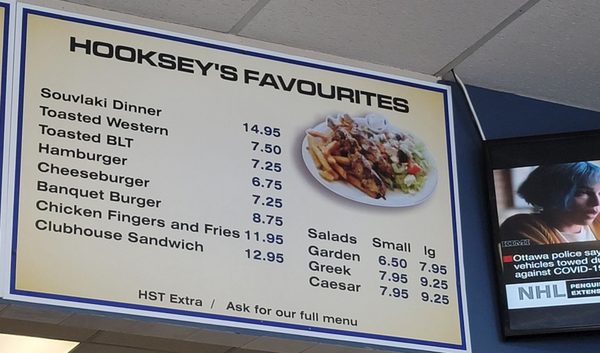 HOOKSEY'S FAVOURITES
Souvlaki Dinner 14.95
Toasted Western 7.50
Toasted BLT 7.25
Hamburger 6.75
Cheeseburger 7.25
Banquet Burger 8.75
Chicken Fingers and Fries 11.95
Clubhouse Sandwich 12.95
Salads Small lg
Garden 6.50 7.95
Greek 7.95 9.25
Caesar 7.95 9.25
HST Extra / Ask for our full menu
Ottawa police say
vehicles towed
against COVID-19
NHL PENGUI
EXTENS